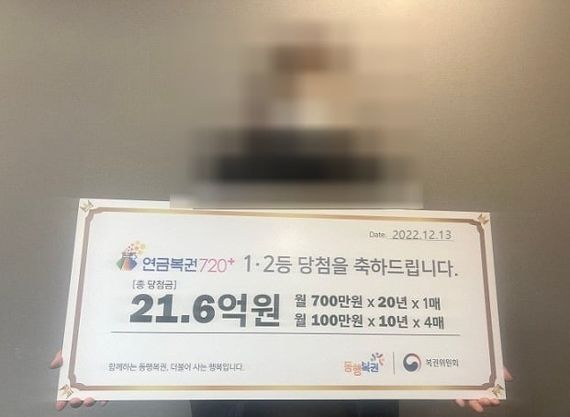 Date. 2022.12.13
연금복권720+ 1·2등 당첨을 축하드립니다.
[총 당첨금]
21.6억원
월 700만원 x 20년 x 1매
월 100만원 x 10년 x 4매
함께하는 동행복권, 더불어 사는 행복입니다.
동행복권 복권위원회